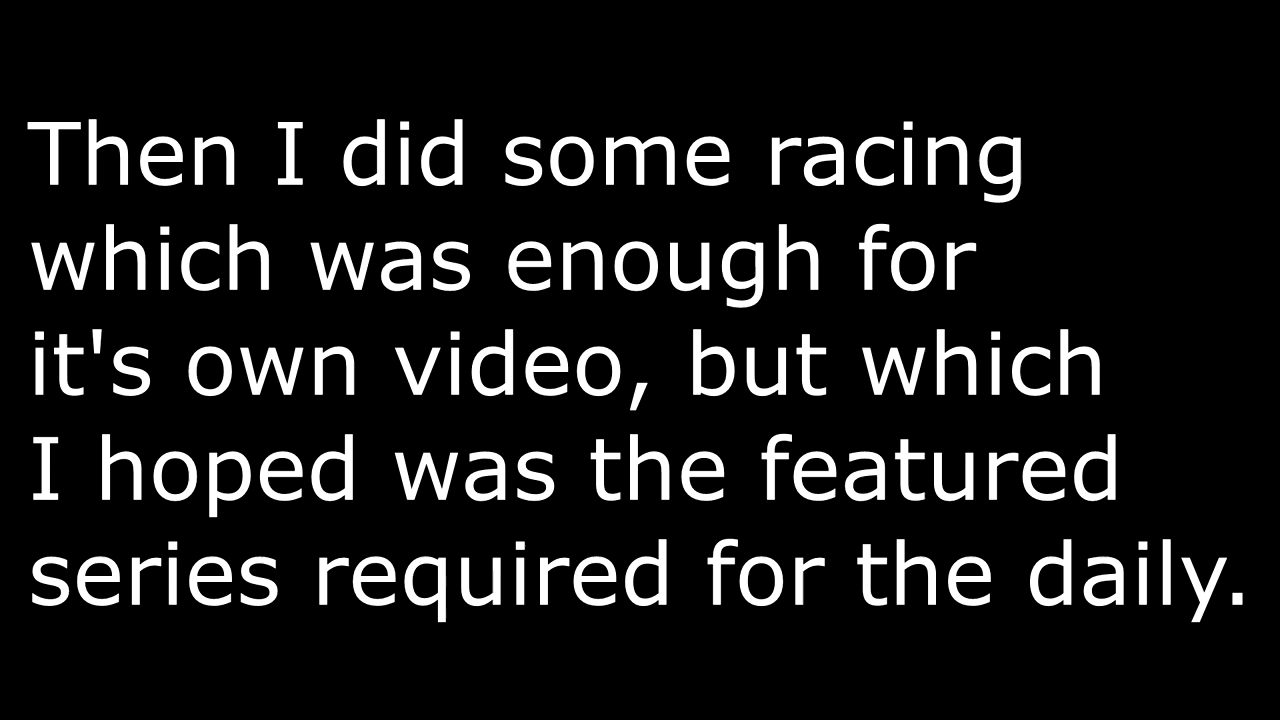 Then I did some racing
which was enough for
it's own video, but which
I hoped was the featured
series required for the daily.